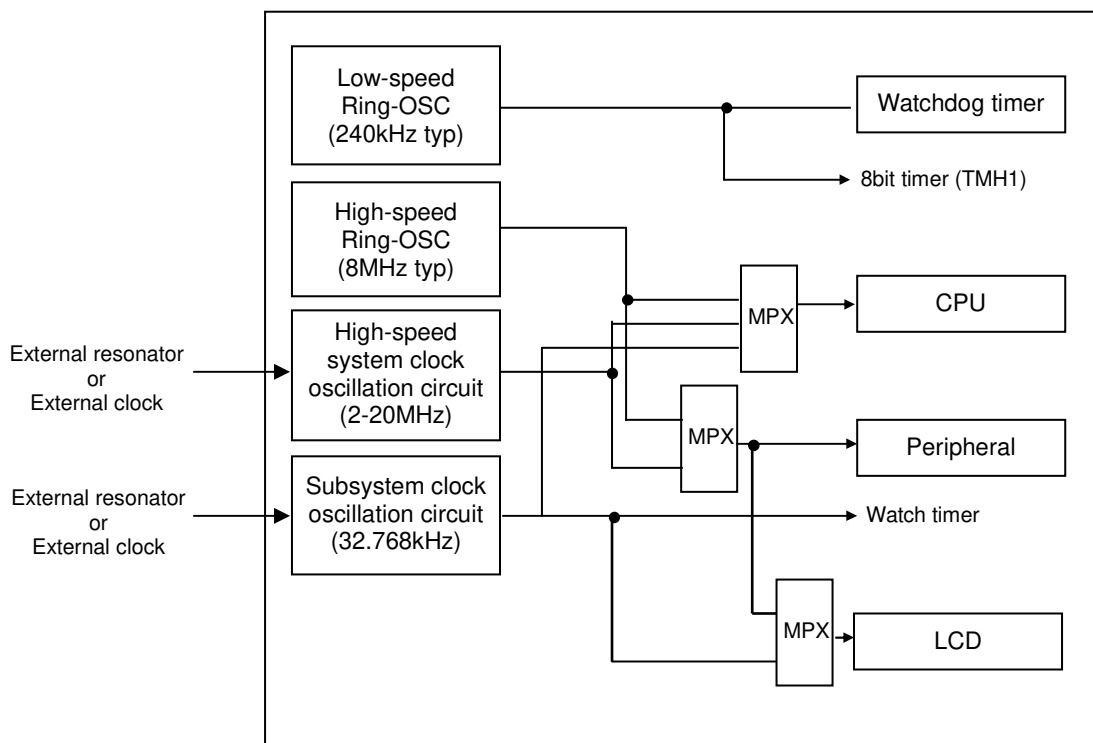 Low-speed
Ring-OSC
(240kHz typ)
Watchdog timer
8bit timer (TMH1)
High-speed
Ring-OSC
(8MHz typ)
MPX
CPU
External resonator
or
External clock
High-speed
system clock
oscillation circuit
(2-20MHz)
MPX
Peripheral
External resonator
or
External clock
Subsystem clock
oscillation circuit
(32.768kHz)
Watch timer
MPX
LCD